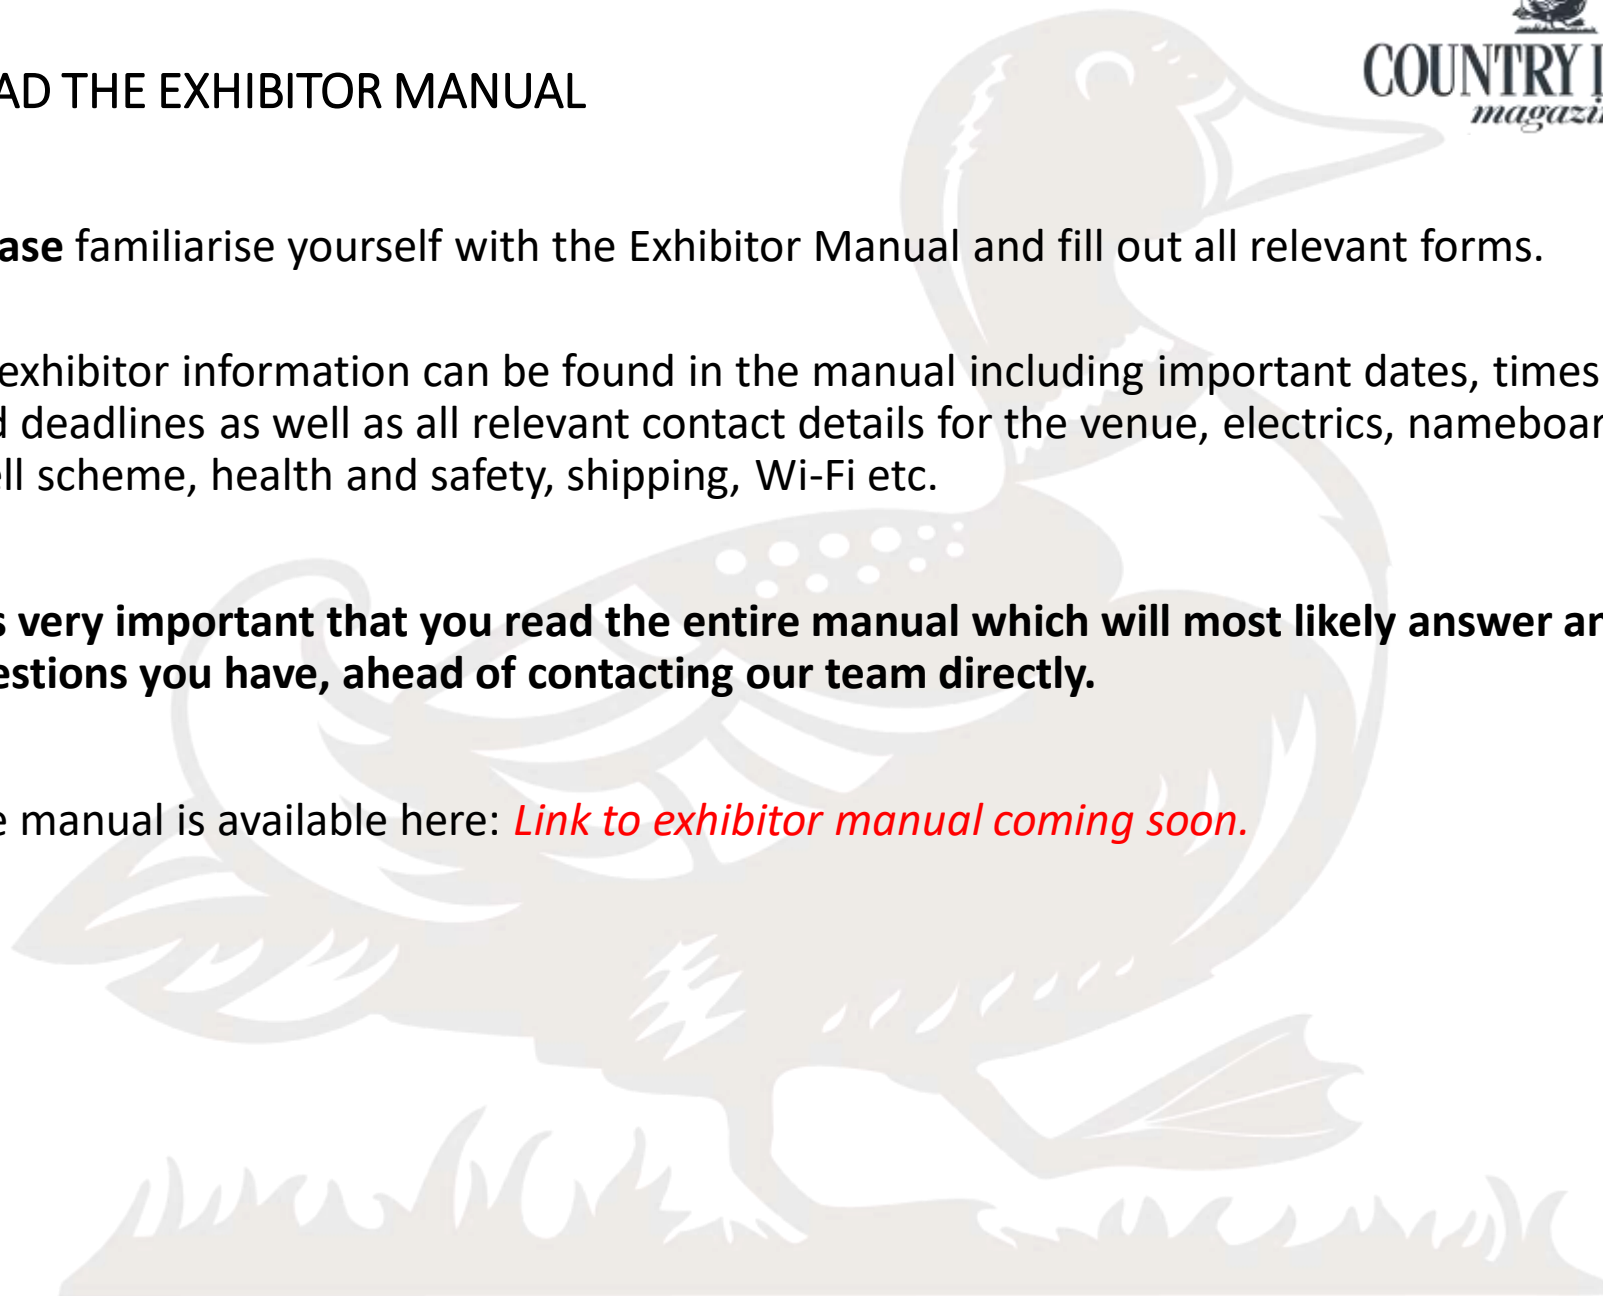 AD THE EXHIBITOR MANUAL
COUNTRY
magazi
ase familiarise yourself with the Exhibitor Manual and fill out all relevant forms.
exhibitor information can be found in the manual including important dates, times
d deadlines as well as all relevant contact details for the venue, electrics, nameboar
ell scheme, health and safety, shipping, Wi-Fi etc.
s very important that you read the entire manual which will most likely answer an
estions you have, ahead of contacting our team directly.
e manual is available here: Link to exhibitor manual coming soon.